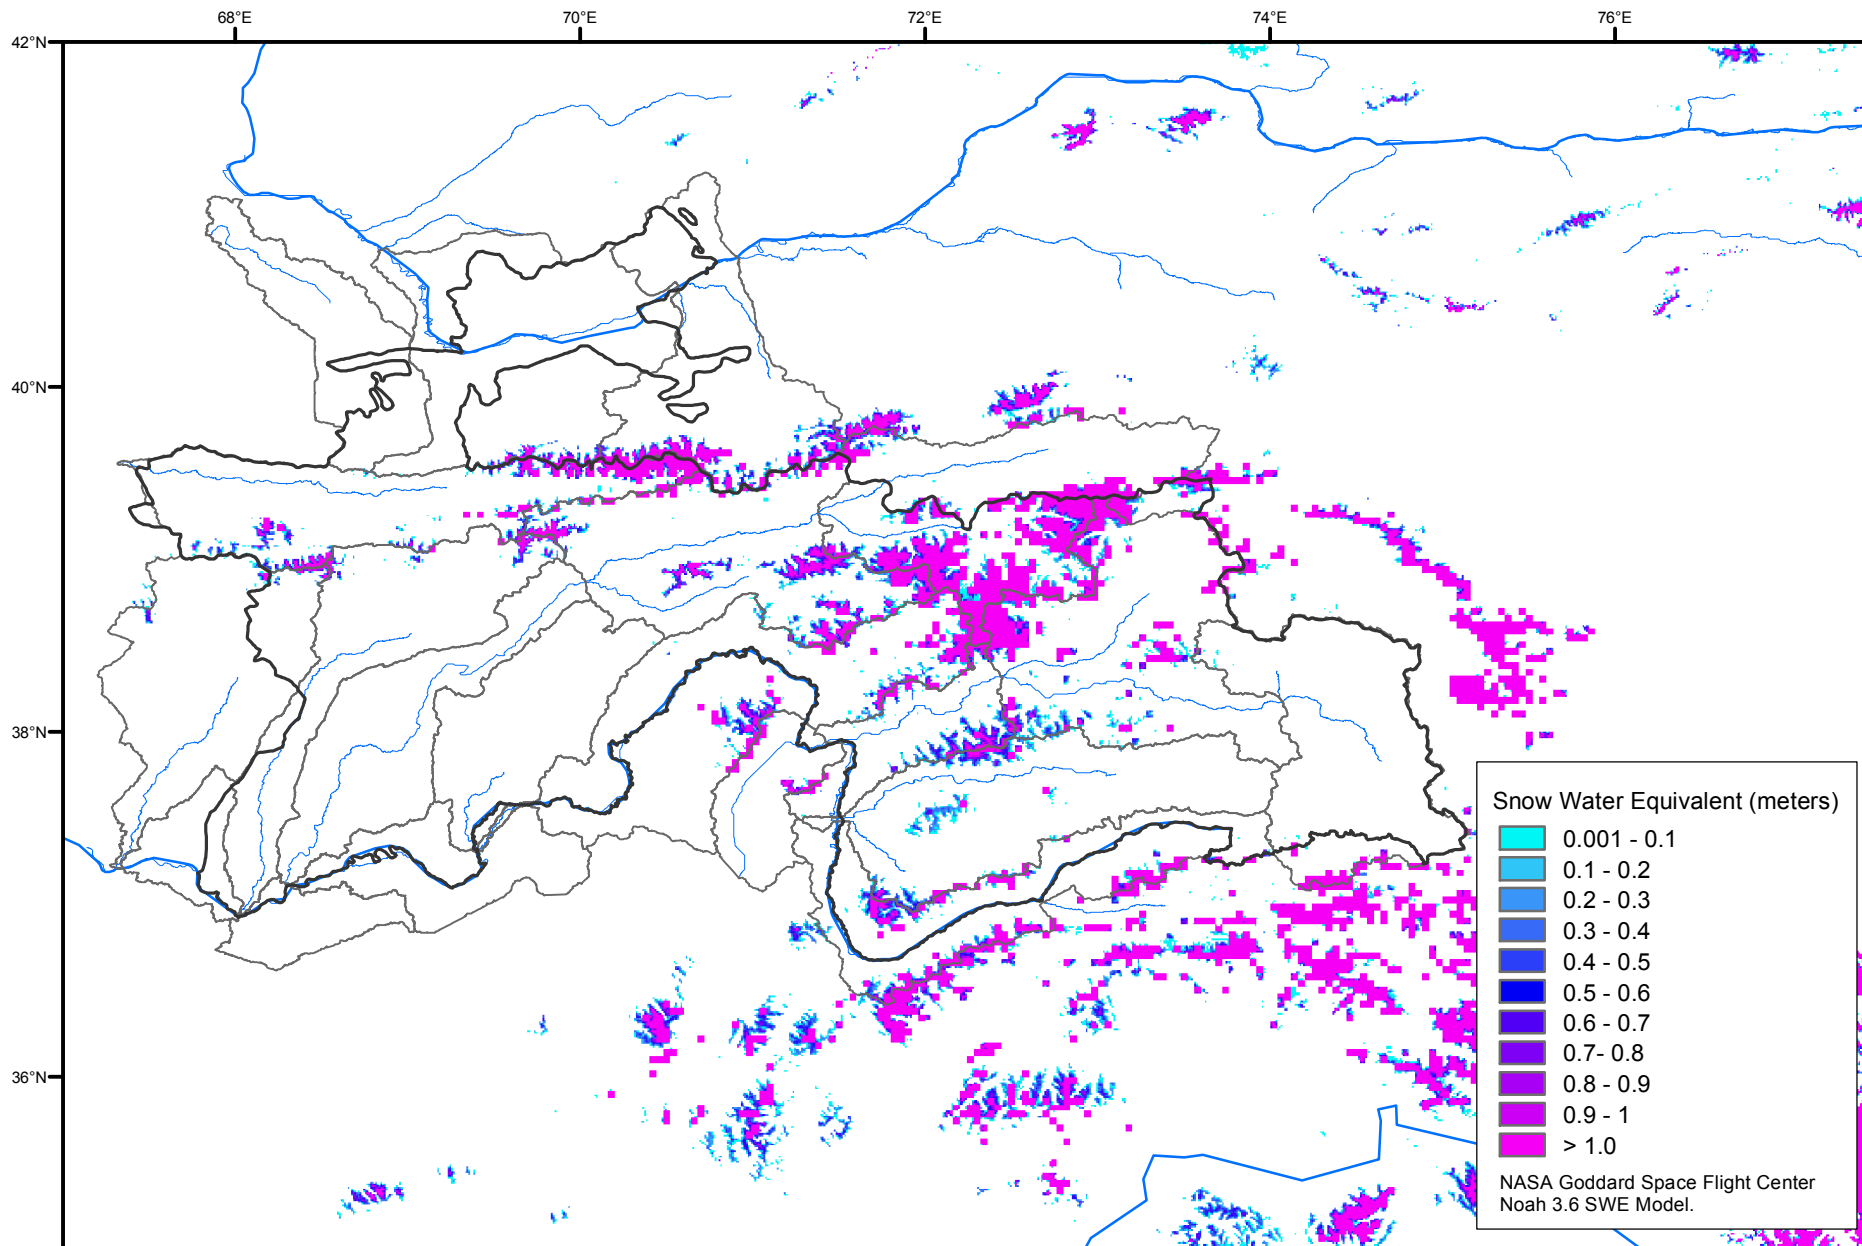 68°E
70°E
72°E
74°E
76°E
42°N
40°N
38°N
36°N
Snow Water Equivalent (meters)
0.001 - 0.1
0.1 - 0.2
0.2 - 0.3
0.3 - 0.4
0.4 - 0.5
0.5 - 0.6
0.6 - 0.7
0.7- 0.8
0.8 - 0.9
0.9 - 1
> 1.0
NASA Goddard Space Flight Center
Noah 3.6 SWE Model.